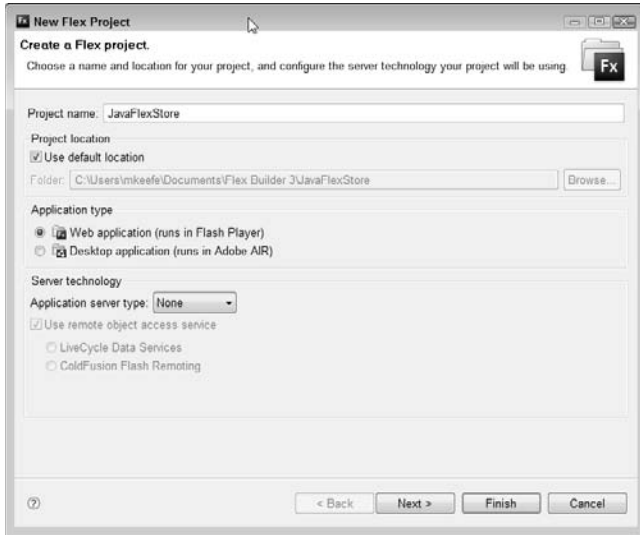 Fx New Flex Project
Create a Flex project.
Choose a name and location for your project, and configure the server technology your project will be using.
Fx
Project name: JavaFlexStore
Project location
Use default location
Folder: C:\Users\mkeefe\Documents\Flex Builder 3\JavaFlexStore Browse...
Application type
Web application (runs in Flash Player)
Desktop application (runs in Adobe AIR)
Server technology
Application server type: None
Use remote object access service
LiveCycle Data Services
ColdFusion Flash Remoting
? < Back Next > Finish Cancel